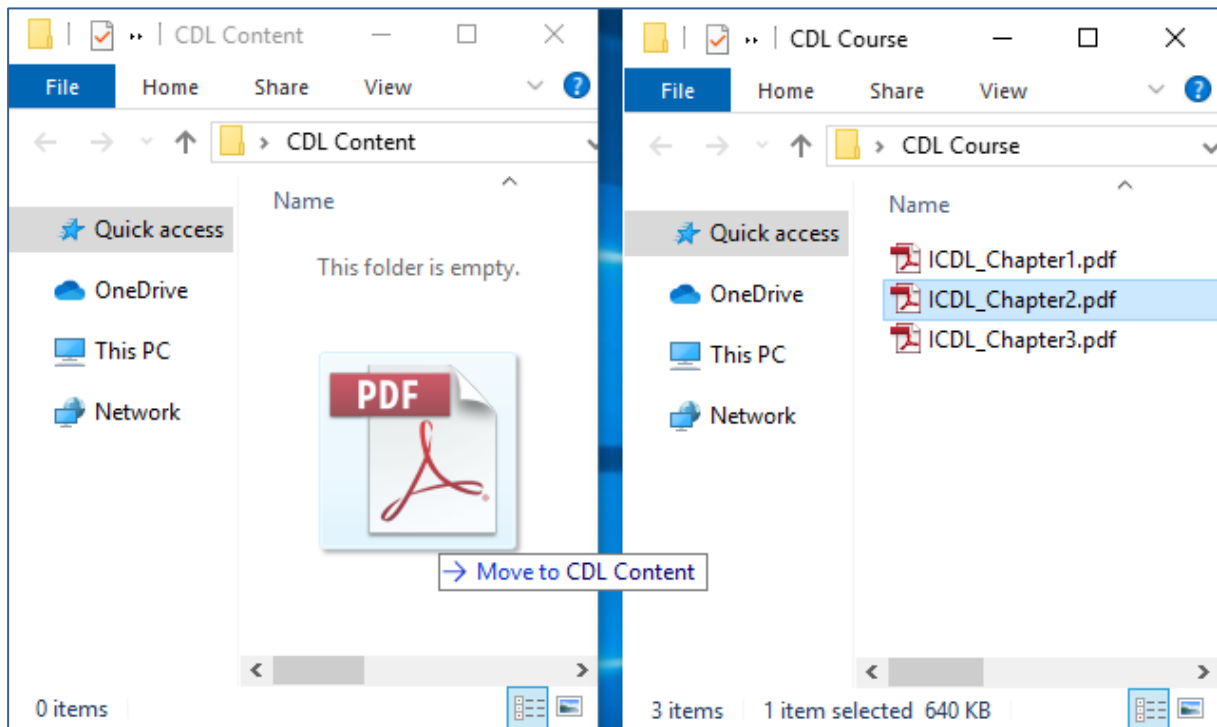 CDL Content
File Home Share View
CDL Content
Name
Quick access
This folder is empty.
OneDrive
This PC
Network
PDF
Move to CDL Content
0 items
CDL Course
File Home Share View
CDL Course
Name
Quick access
ICDL_Chapter1.pdf
ICDL_Chapter2.pdf
ICDL_Chapter3.pdf
OneDrive
This PC
Network
3 items 1 item selected 640 KB